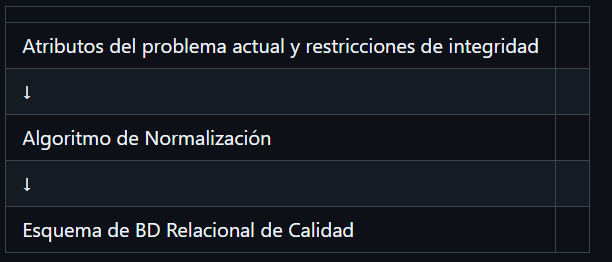 Atributos del problema actual y restricciones de integridad
↓
Algoritmo de Normalización
↓
Esquema de BD Relacional de Calidad